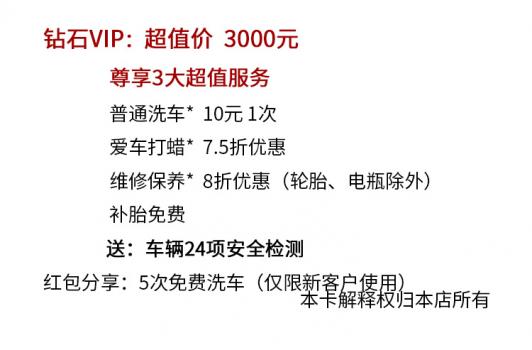 钻石VIP：超值价 3000元
尊享3大超值服务
普通洗车* 10元 1次
爱车打蜡* 7.5折优惠
维修保养* 8折优惠（轮胎、电瓶除外）
补胎免费
送：车辆24项安全检测
红包分享：5次免费洗车（仅限新客户使用）
本卡解释权归本店所有